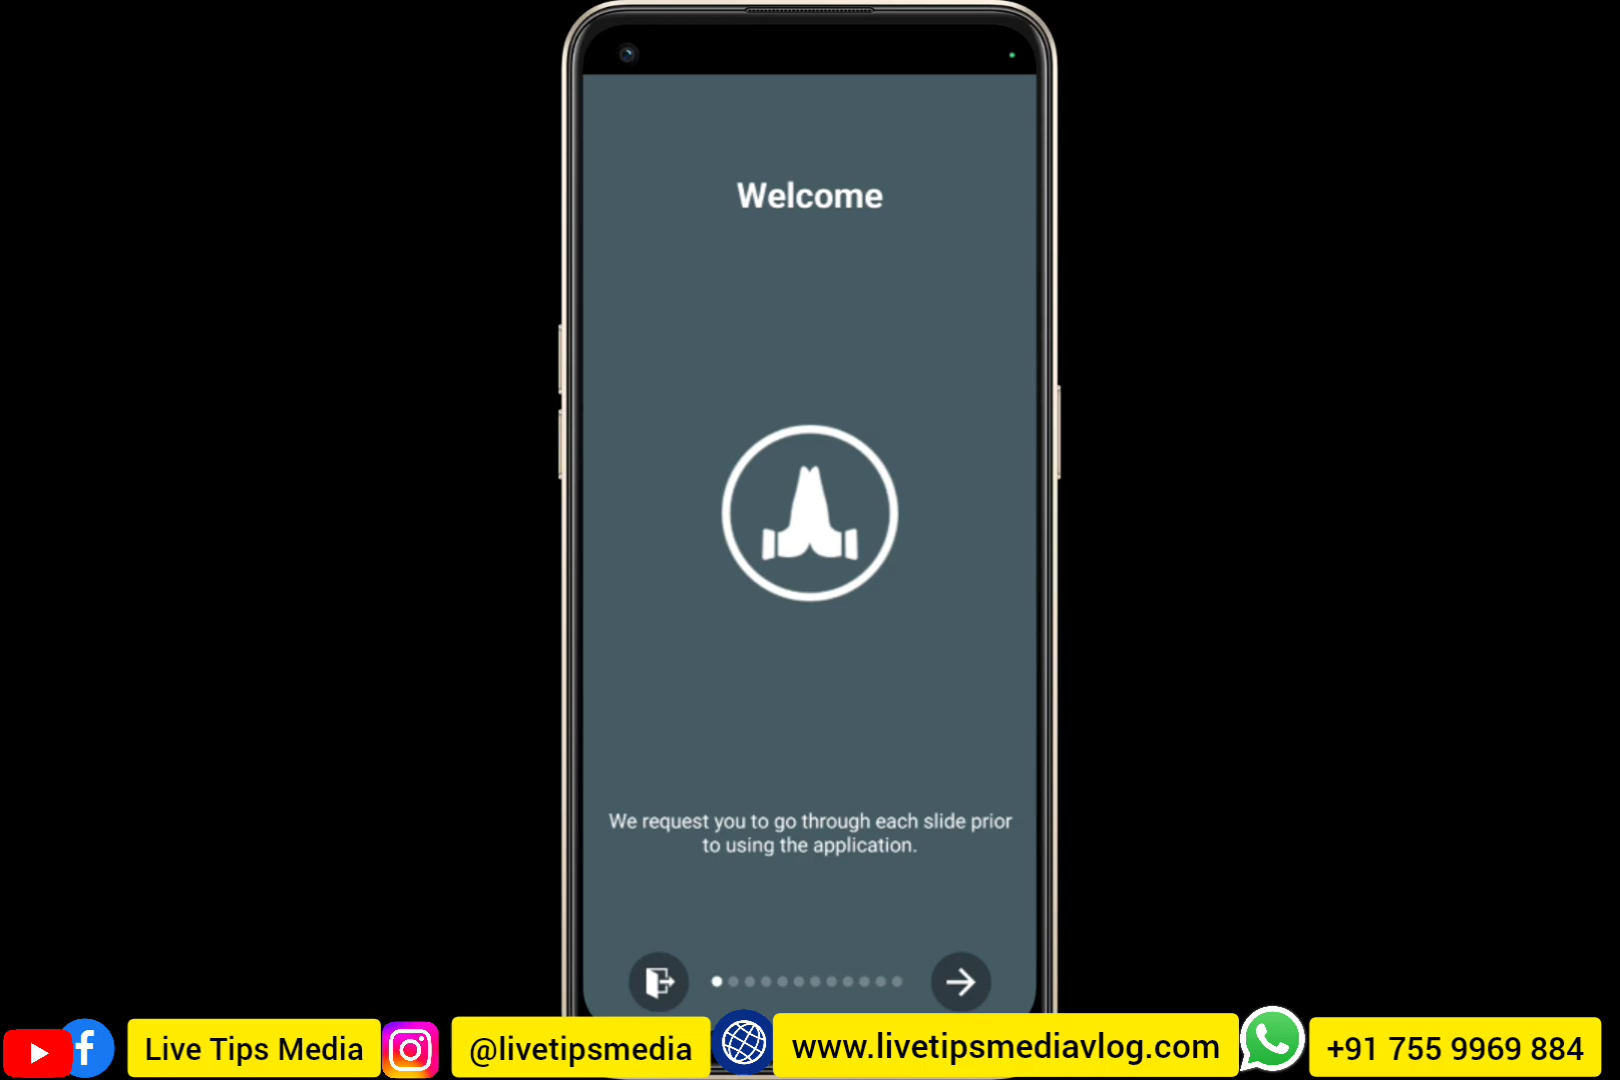 Welcome
We request you to go through each slide prior
to using the application.
Live Tips Media
@livetipsmedia
www.livetipsmediavlog.com
+91 755 9969 884